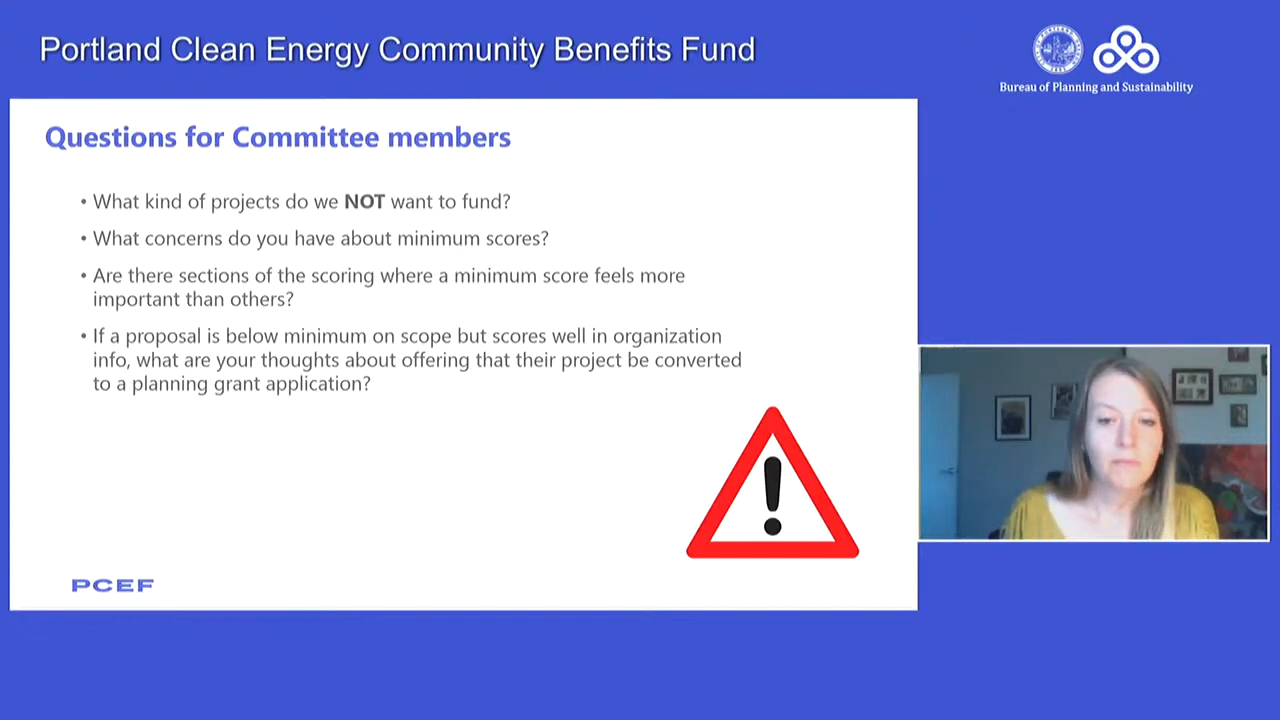 Portland Clean Energy Community Benefits Fund
Bureau of Planning and Sustainability
Questions for Committee members
• What kind of projects do we NOT want to fund?
• What concerns do you have about minimum scores?
• Are there sections of the scoring where a minimum score feels more
important than others?
• If a proposal is below minimum on scope but scores well in organization
info, what are your thoughts about offering that their project be converted
to a planning grant application?
PCEF